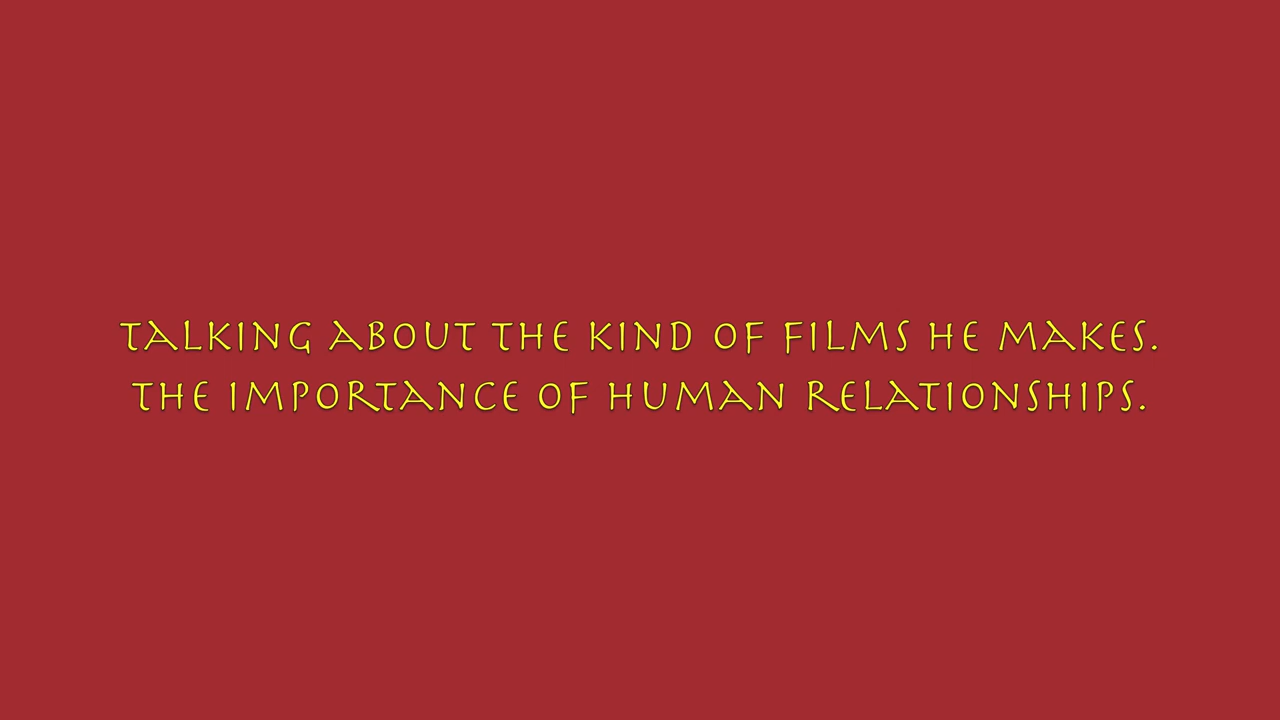 TALKING ABOUT THE KIND OF FILMS HE MAKES.
THE IMPORTANCE OF HUMAN RELATIONSHIPS.